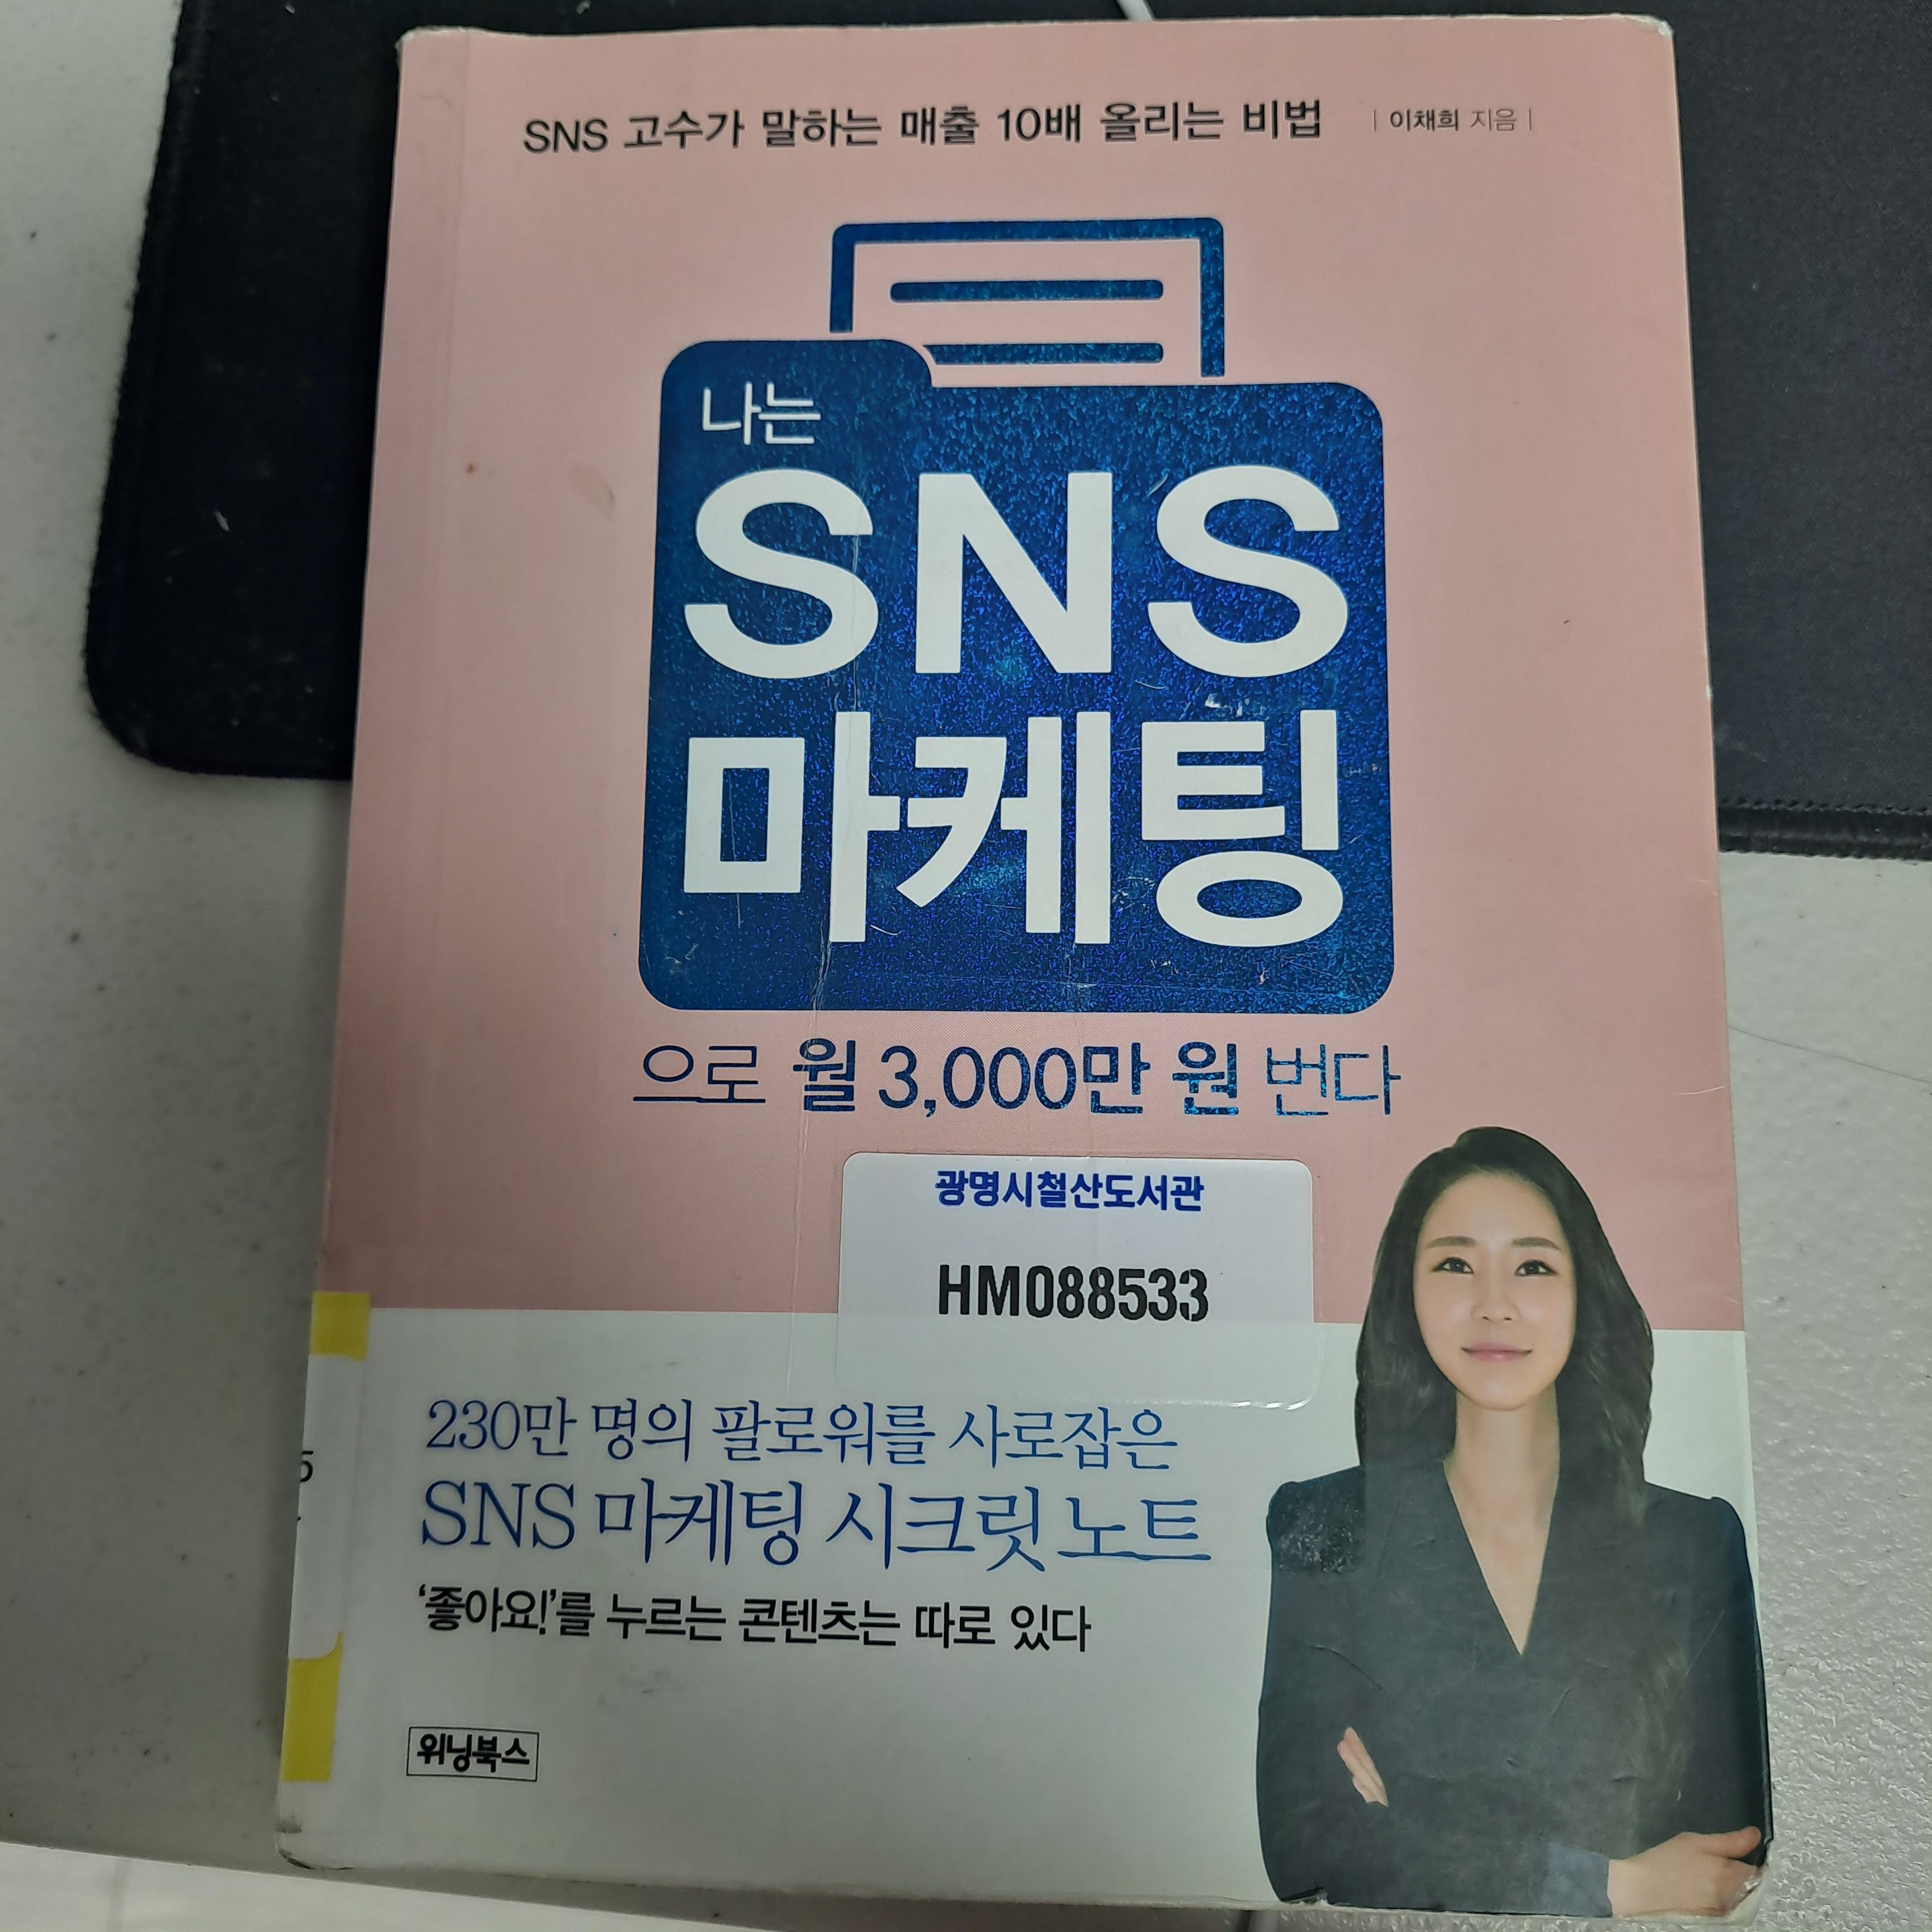 SNS 고수가 말하는 매출 10배 올리는 비법 | 이채희 지음 |
나는
SNS
마케팅
으로 월 3,000만 원 번다
광명시철산도서관
HM088533
230만 명의 팔로워를 사로잡은
SNS 마케팅 시크릿 노트
‘좋아요!’를 누르는 콘텐츠는 따로 있다
위닝북스
5